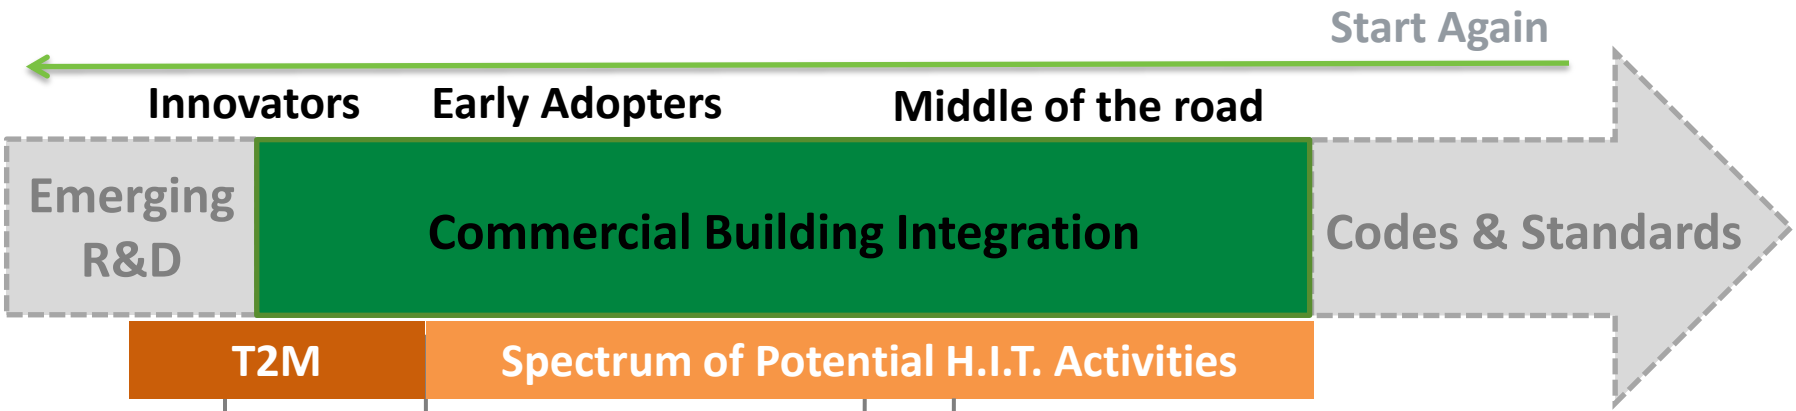 Start Again
Innovators
Early Adopters
Middle of the road
Emerging
R&D
Commercial Building Integration
Codes & Standards
T2M
Spectrum of Potential H.I.T. Activities